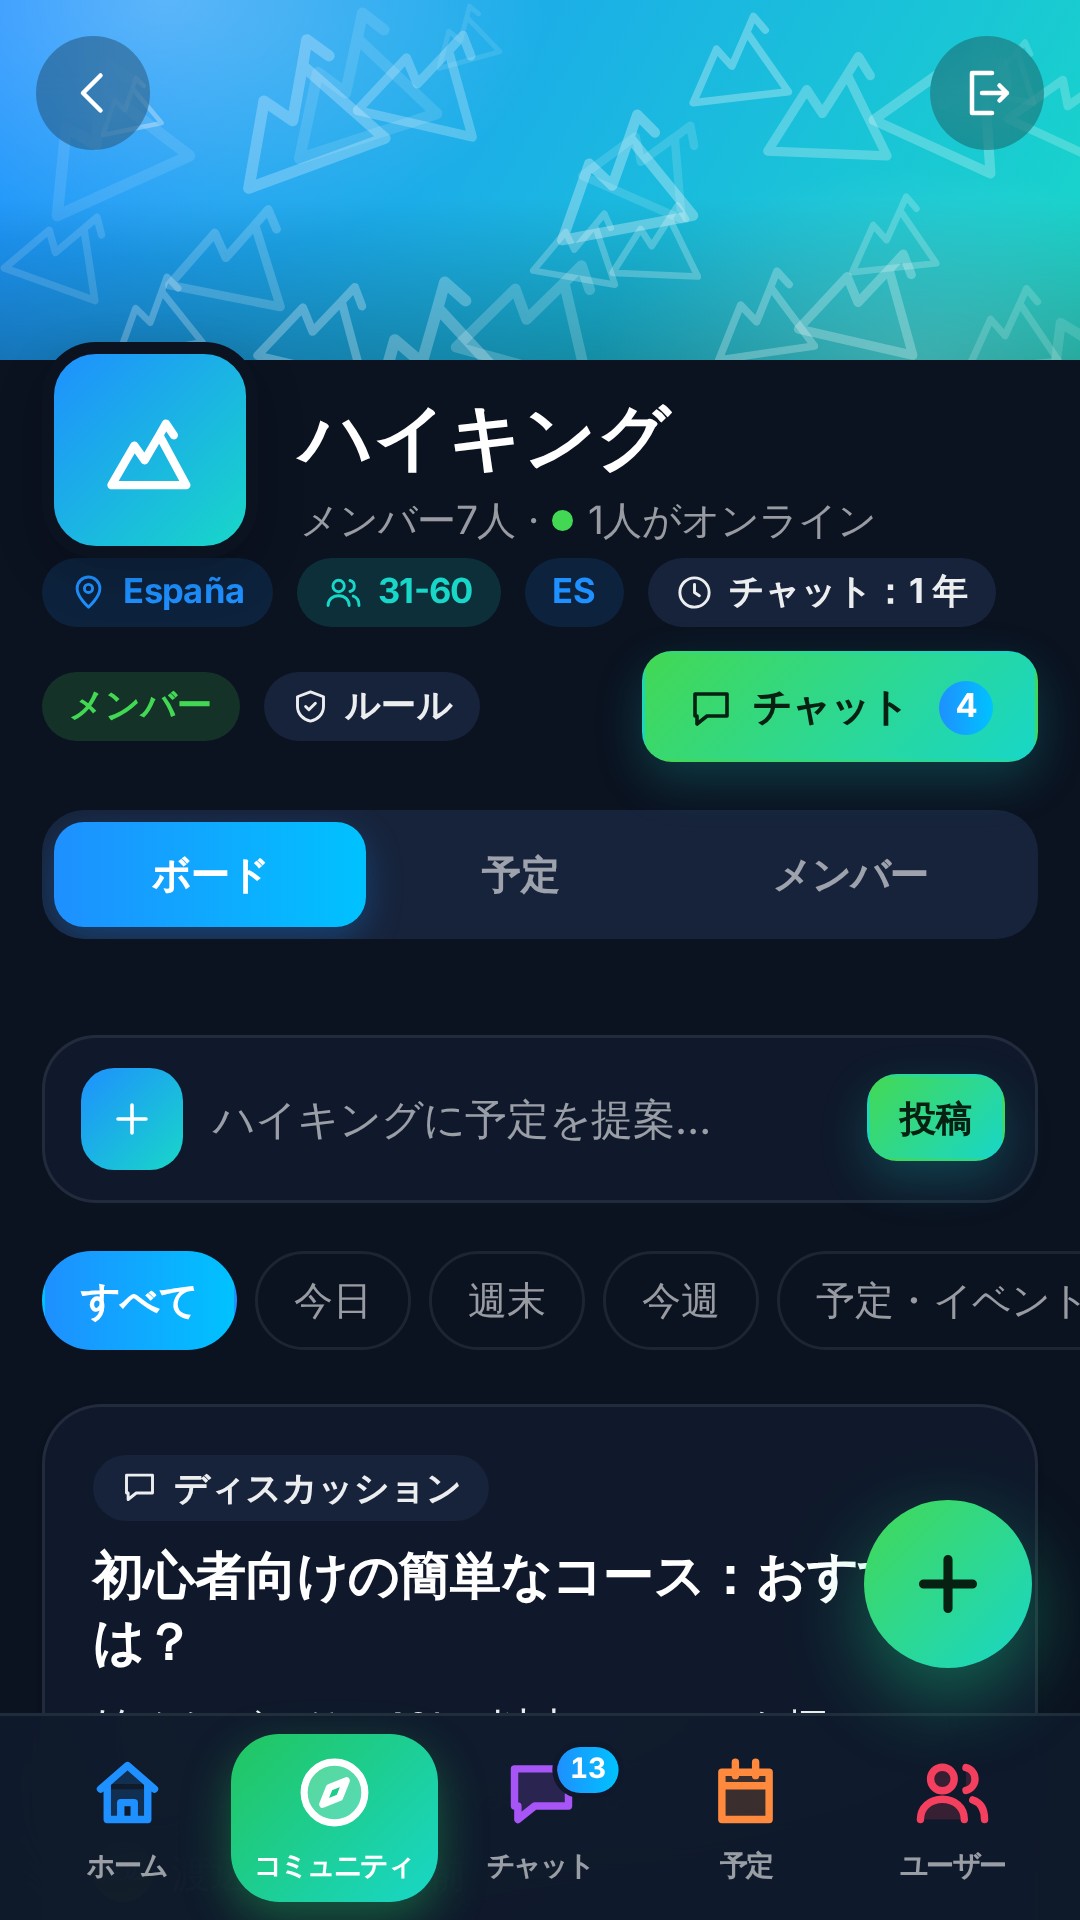 ハイキング
メンバー7人 · 1人がオンライン
España 31-60 ES チャット：1 年
メンバー ルール チャット 4
ボード 予定 メンバー
ハイキングに予定を提案... 投稿
すべて 今日 週末 今週 予定・イベント
ディスカッション
初心者向けの簡単なコース：おす
は？
13
ホーム コミュニティ チャット 予定 ユーザー